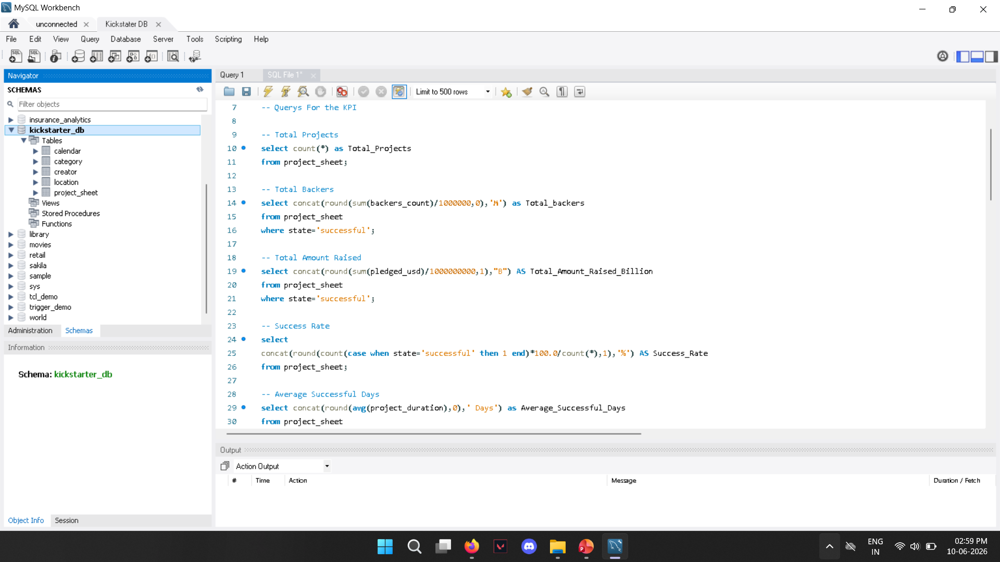 MySQL Workbench
unconnected
Kickstater DB
File Edit View Query Database Server Tools Scripting Help
Navigator
SCHEMAS
Filter objects
insurance_analytics
kickstarter_db
Tables
calendar
category
creator
location
project_sheet
Views
Stored Procedures
Functions
library
movies
retail
sakila
sample
sys
tcl_demo
trigger_demo
world
Administration Schemas
Information
Schema: kickstarter_db
Object Info Session
Query 1 SQL File 1*
Limit to 500 rows
7 -- Querys For the KPI
8
9 -- Total Projects
10 select count(*) as Total_Projects
11 from project_sheet;
12
13 -- Total Backers
14 select concat(round(sum(backers_count)/1000000,0),'M') as Total_backers
15 from project_sheet
16 where state='successful';
17
18 -- Total Amount Raised
19 select concat(round(sum(pledged_usd)/1000000000,1),"B") AS Total_Amount_Raised_Billion
20 from project_sheet
21 where state='successful';
22
23 -- Success Rate
24 select
25 concat(round(count(case when state='successful' then 1 end)*100.0/count(*),1),'%') AS Success_Rate
26 from project_sheet;
27
28 -- Average Successful Days
29 select concat(round(avg(project_duration),0),' Days') as Average_Successful_Days
30 from project_sheet
Output
Action Output
# Time Action Message Duration / Fetch
ENG
IN
02:59 PM
10-06-2026